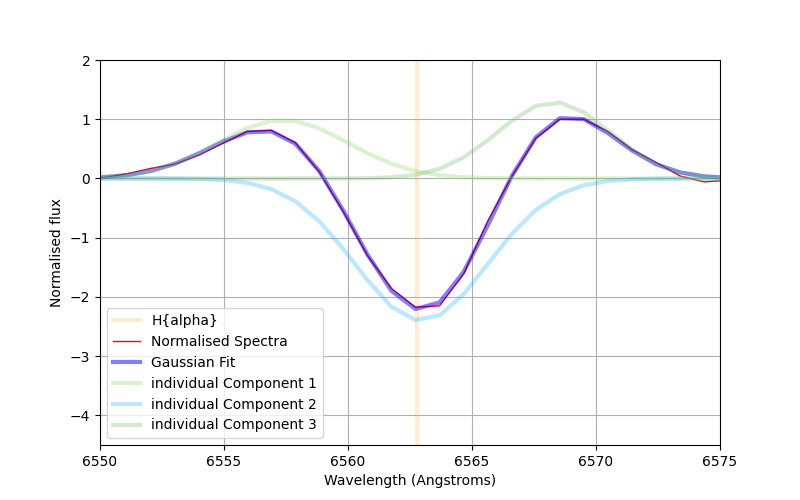 2
1
0
−1
−2
−3
−4
Normalised flux
H{alpha}
Normalised Spectra
Gaussian Fit
individual Component 1
individual Component 2
individual Component 3
6550 6555 6560 6565 6570 6575
Wavelength (Angstroms)